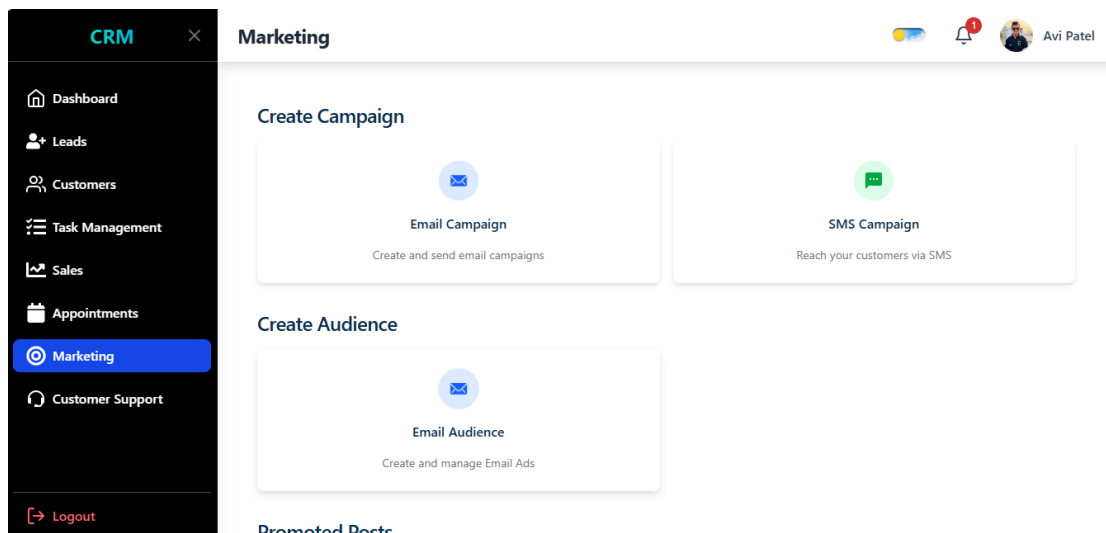 CRM
Marketing
1
Avi Patel
Dashboard
Leads
Customers
Task Management
Sales
Appointments
Marketing
Customer Support
Logout
Create Campaign
Email Campaign
Create and send email campaigns
SMS Campaign
Reach your customers via SMS
Create Audience
Email Audience
Create and manage Email Ads
Promoted Posts